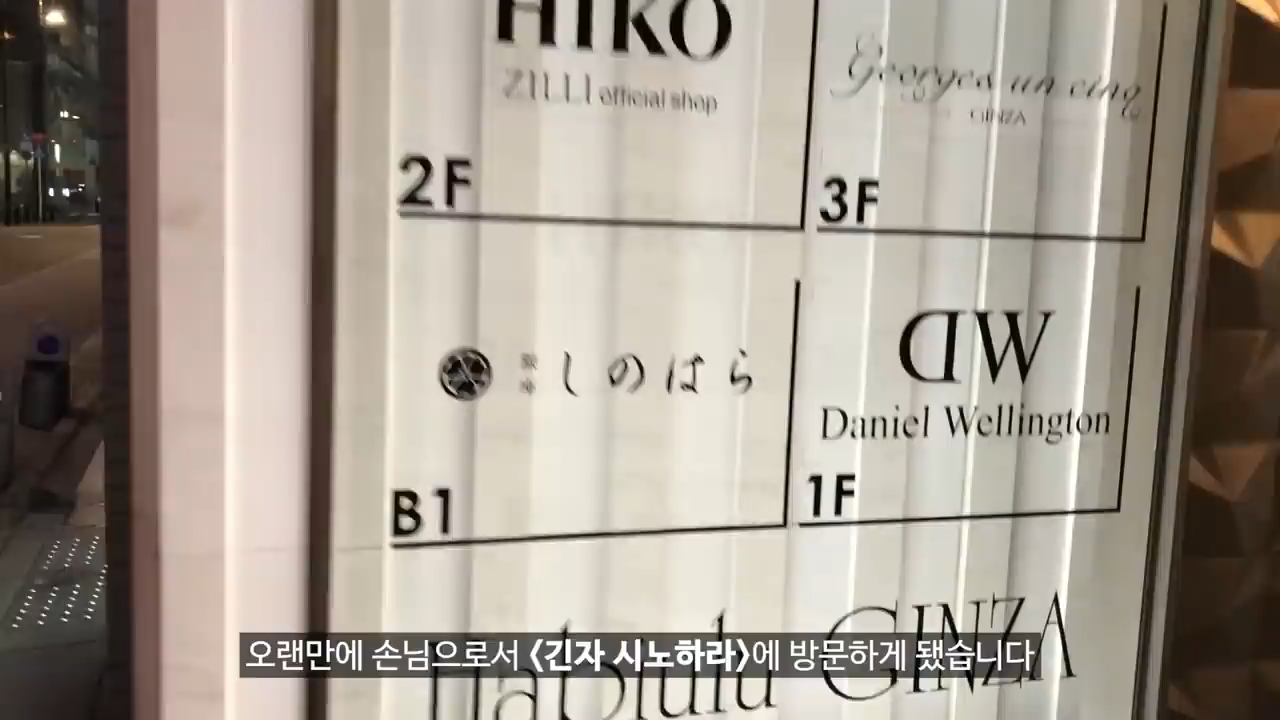 HIKO
ZILLI official shop
2F
Georges un cinq
GINZA
3F
しのはら
B1
DW
Daniel Wellington
1F
Hablulu GINZA
오랜만에 손님으로서 <긴자 시노하라>에 방문하게 됐습니다